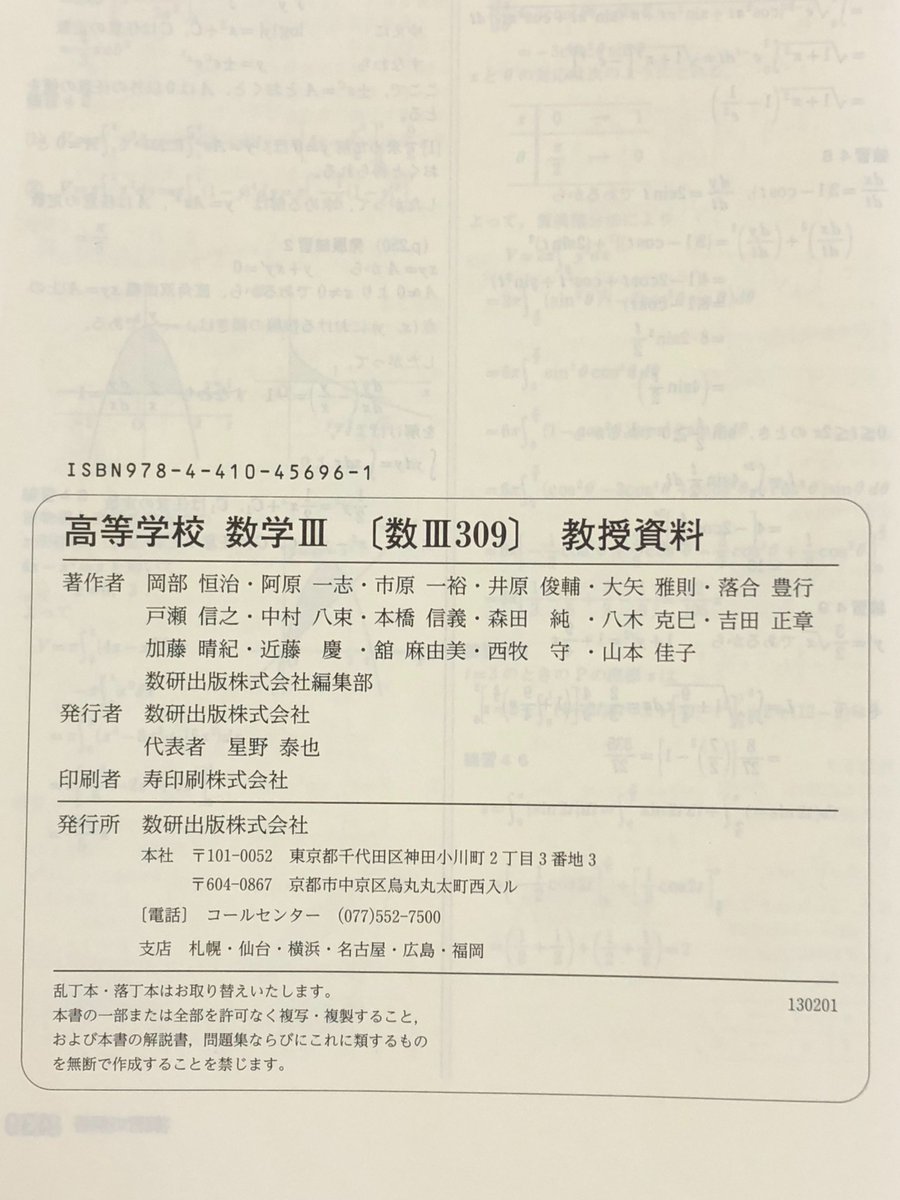 ISBN978-4-410-45696-1
高等学校 数学Ⅲ 〔数Ⅲ309〕 教授資料
著作者 岡部 恒治・阿原 一志・市原 一裕・井原 俊輔・大矢 雅則・落合 豊行
戸瀬 信之・中村 八束・本橋 信義・森田 純 ・八木 克巳・吉田 正章
加藤 晴紀・近藤 慶 ・舘 麻由美・西牧 守 ・山本 佳子
数研出版株式会社編集部
発行者 数研出版株式会社
代表者 星野 泰也
印刷者 寿印刷株式会社
発行所 数研出版株式会社
本社 〒101-0052 東京都千代田区神田小川町2丁目3番地3
〒604-0867 京都市中京区烏丸丸太町西入ル
〔電話〕 コールセンター (077)552-7500
支店 札幌・仙台・横浜・名古屋・広島・福岡
乱丁本・落丁本はお取り替えいたします。
130201
本書の一部または全部を許可なく複写・複製すること，
および本書の解説書，問題集ならびにこれに類するもの
を無断で作成することを禁じます。